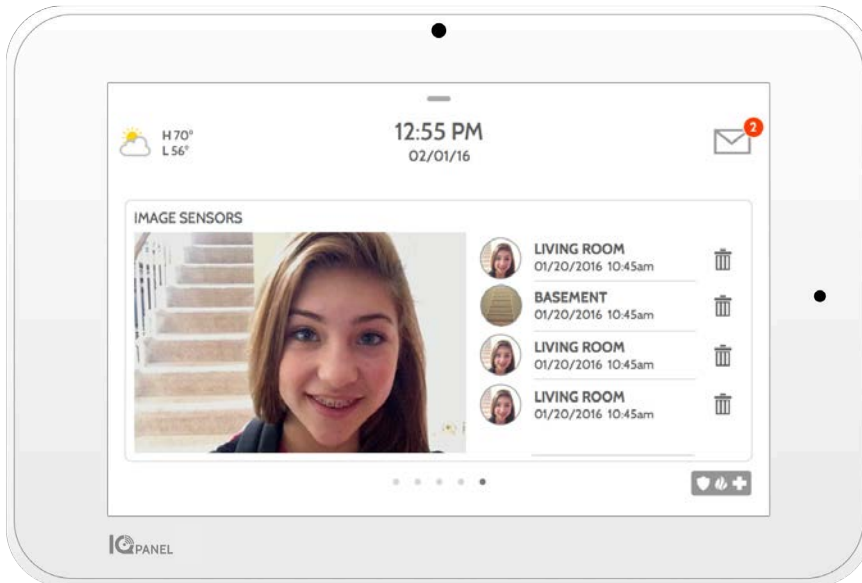 H 70°
L 56°
12:55 PM
02/01/16
2
IMAGE SENSORS
LIVING ROOM
01/20/2016 10:45am
BASEMENT
01/20/2016 10:45am
LIVING ROOM
01/20/2016 10:45am
LIVING ROOM
01/20/2016 10:45am
IQ PANEL